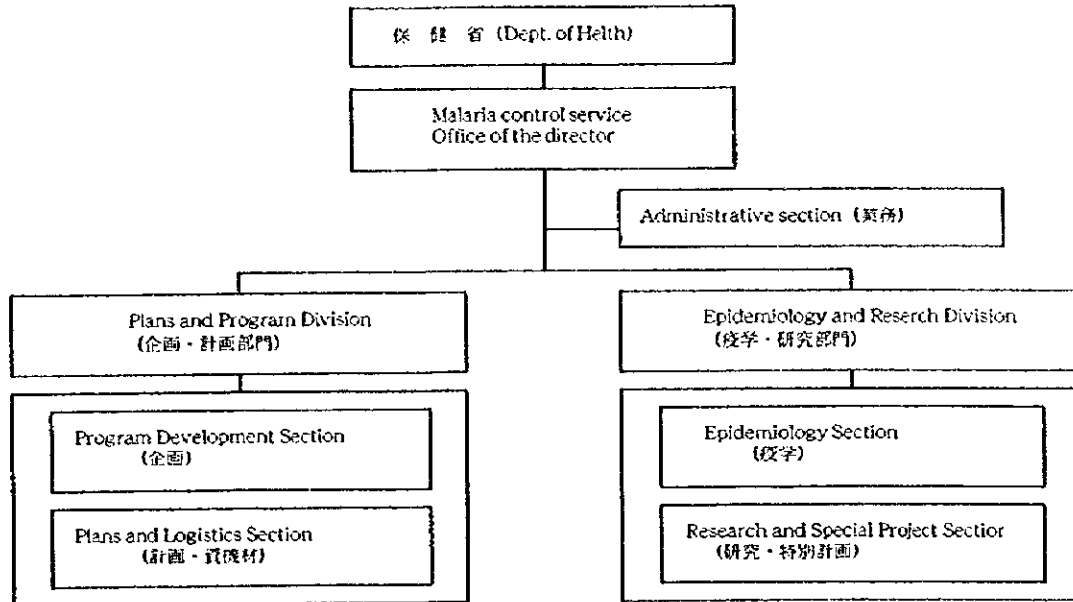 保 健 省 (Dept. of Helth)
Malaria control service
Office of the director
Administrative section (業務)
Plans and Program Division
(企画・計画部門)
Epidemiology and Reserch Division
(疫学・研究部門)
Program Development Section
(企画)
Plans and Logistics Section
(計画・資機材)
Epidemiology Section
(疫学)
Research and Special Project Section
(研究・特別計画)